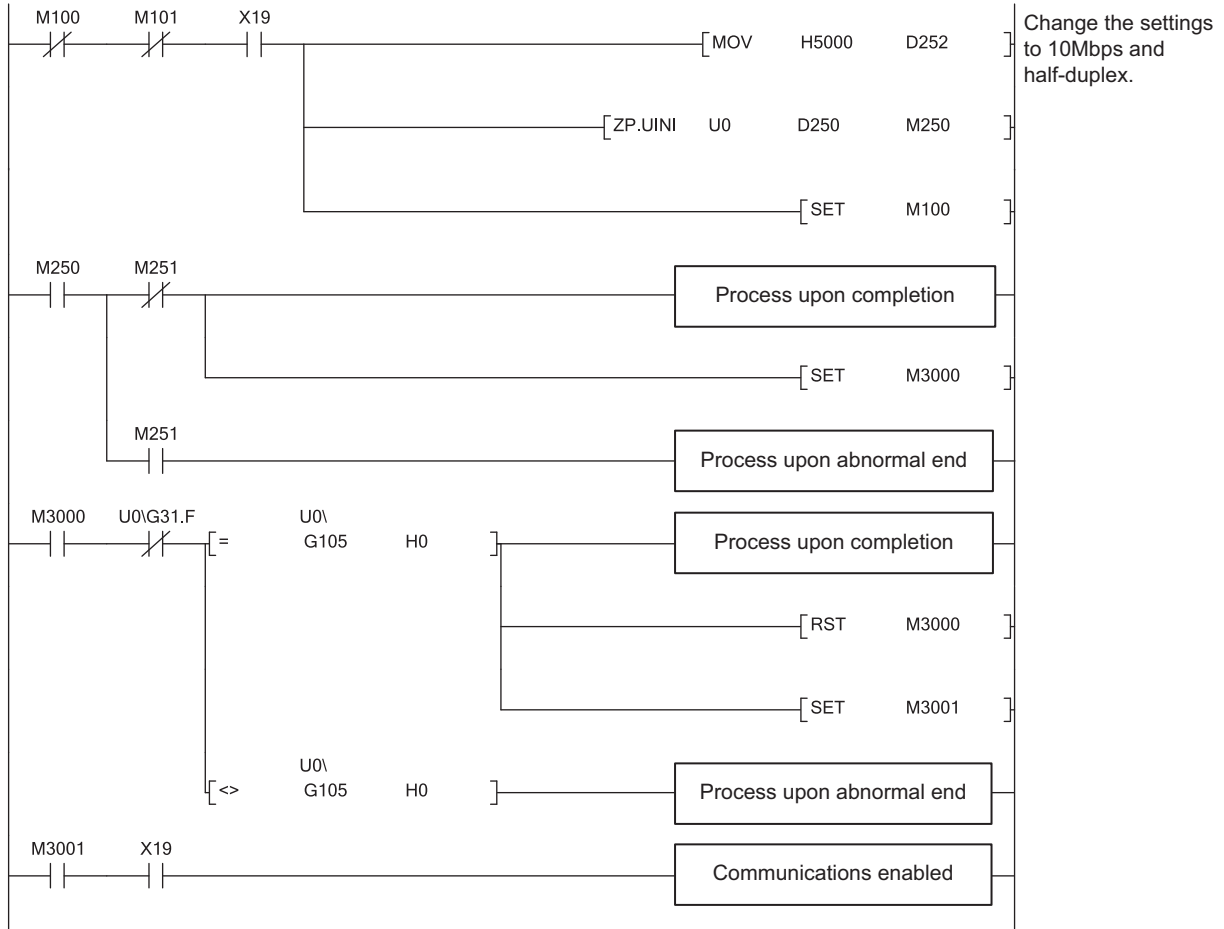 M100 M101 X19
[MOV H5000 D252 ]
Change the settings
to 10Mbps and
half-duplex.
[ZP.UINI U0 D250 M250 ]
[SET M100 ]
M250 M251
Process upon completion
[SET M3000 ]
M251
Process upon abnormal end
M3000 U0\G31.F
U0\
[= G105 H0 ]
Process upon completion
[RST M3000 ]
[SET M3001 ]
U0\
[<> G105 H0 ]
Process upon abnormal end
M3001 X19
Communications enabled